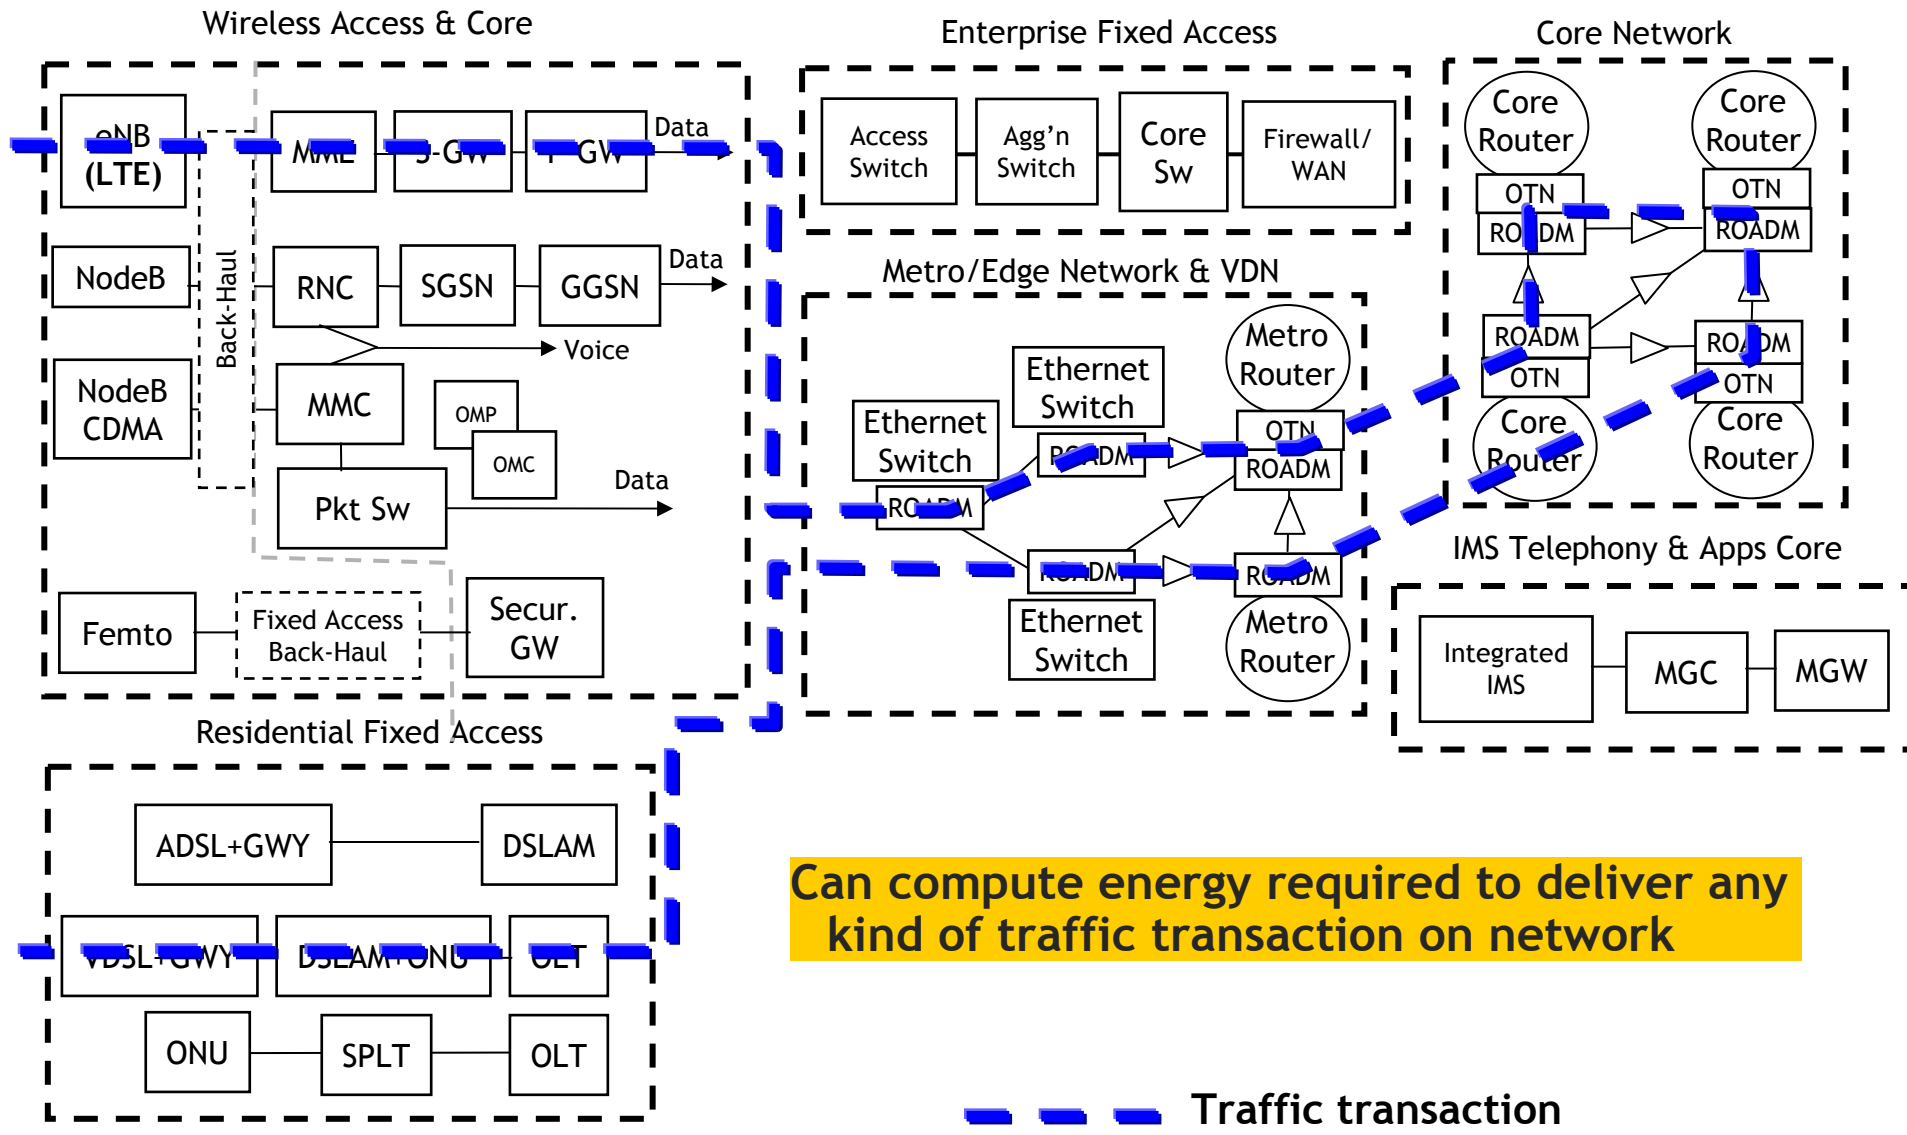 Wireless Access & Core
eNB
(LTE)
MME
S-GW
P-GW
Data
Back-Haul
NodeB
RNC
SGSN
GGSN
Data
Voice
NodeB
CDMA
MMC
OMP
OMC
Pkt Sw
Data
Femto
Fixed Access
Back-Haul
Secur.
GW
Residential Fixed Access
ADSL+GWY
DSLAM
VDSL+GWY
DSLAM+ONU
OLT
ONU
SPLT
OLT
Enterprise Fixed Access
Access
Switch
Agg’n
Switch
Core
Sw
Firewall/
WAN
Metro/Edge Network & VDN
Ethernet
Switch
ROADM
Ethernet
Switch
ROADM
Metro
Router
OTN
ROADM
ROADM
Ethernet
Switch
ROADM
Metro
Router
Core Network
Core
Router
OTN
ROADM
Core
Router
OTN
ROADM
ROADM
OTN
Core
Router
ROADM
OTN
Core
Router
IMS Telephony & Apps Core
Integrated
IMS
MGC
MGW
Can compute energy required to deliver any
kind of traffic transaction on network
Traffic transaction